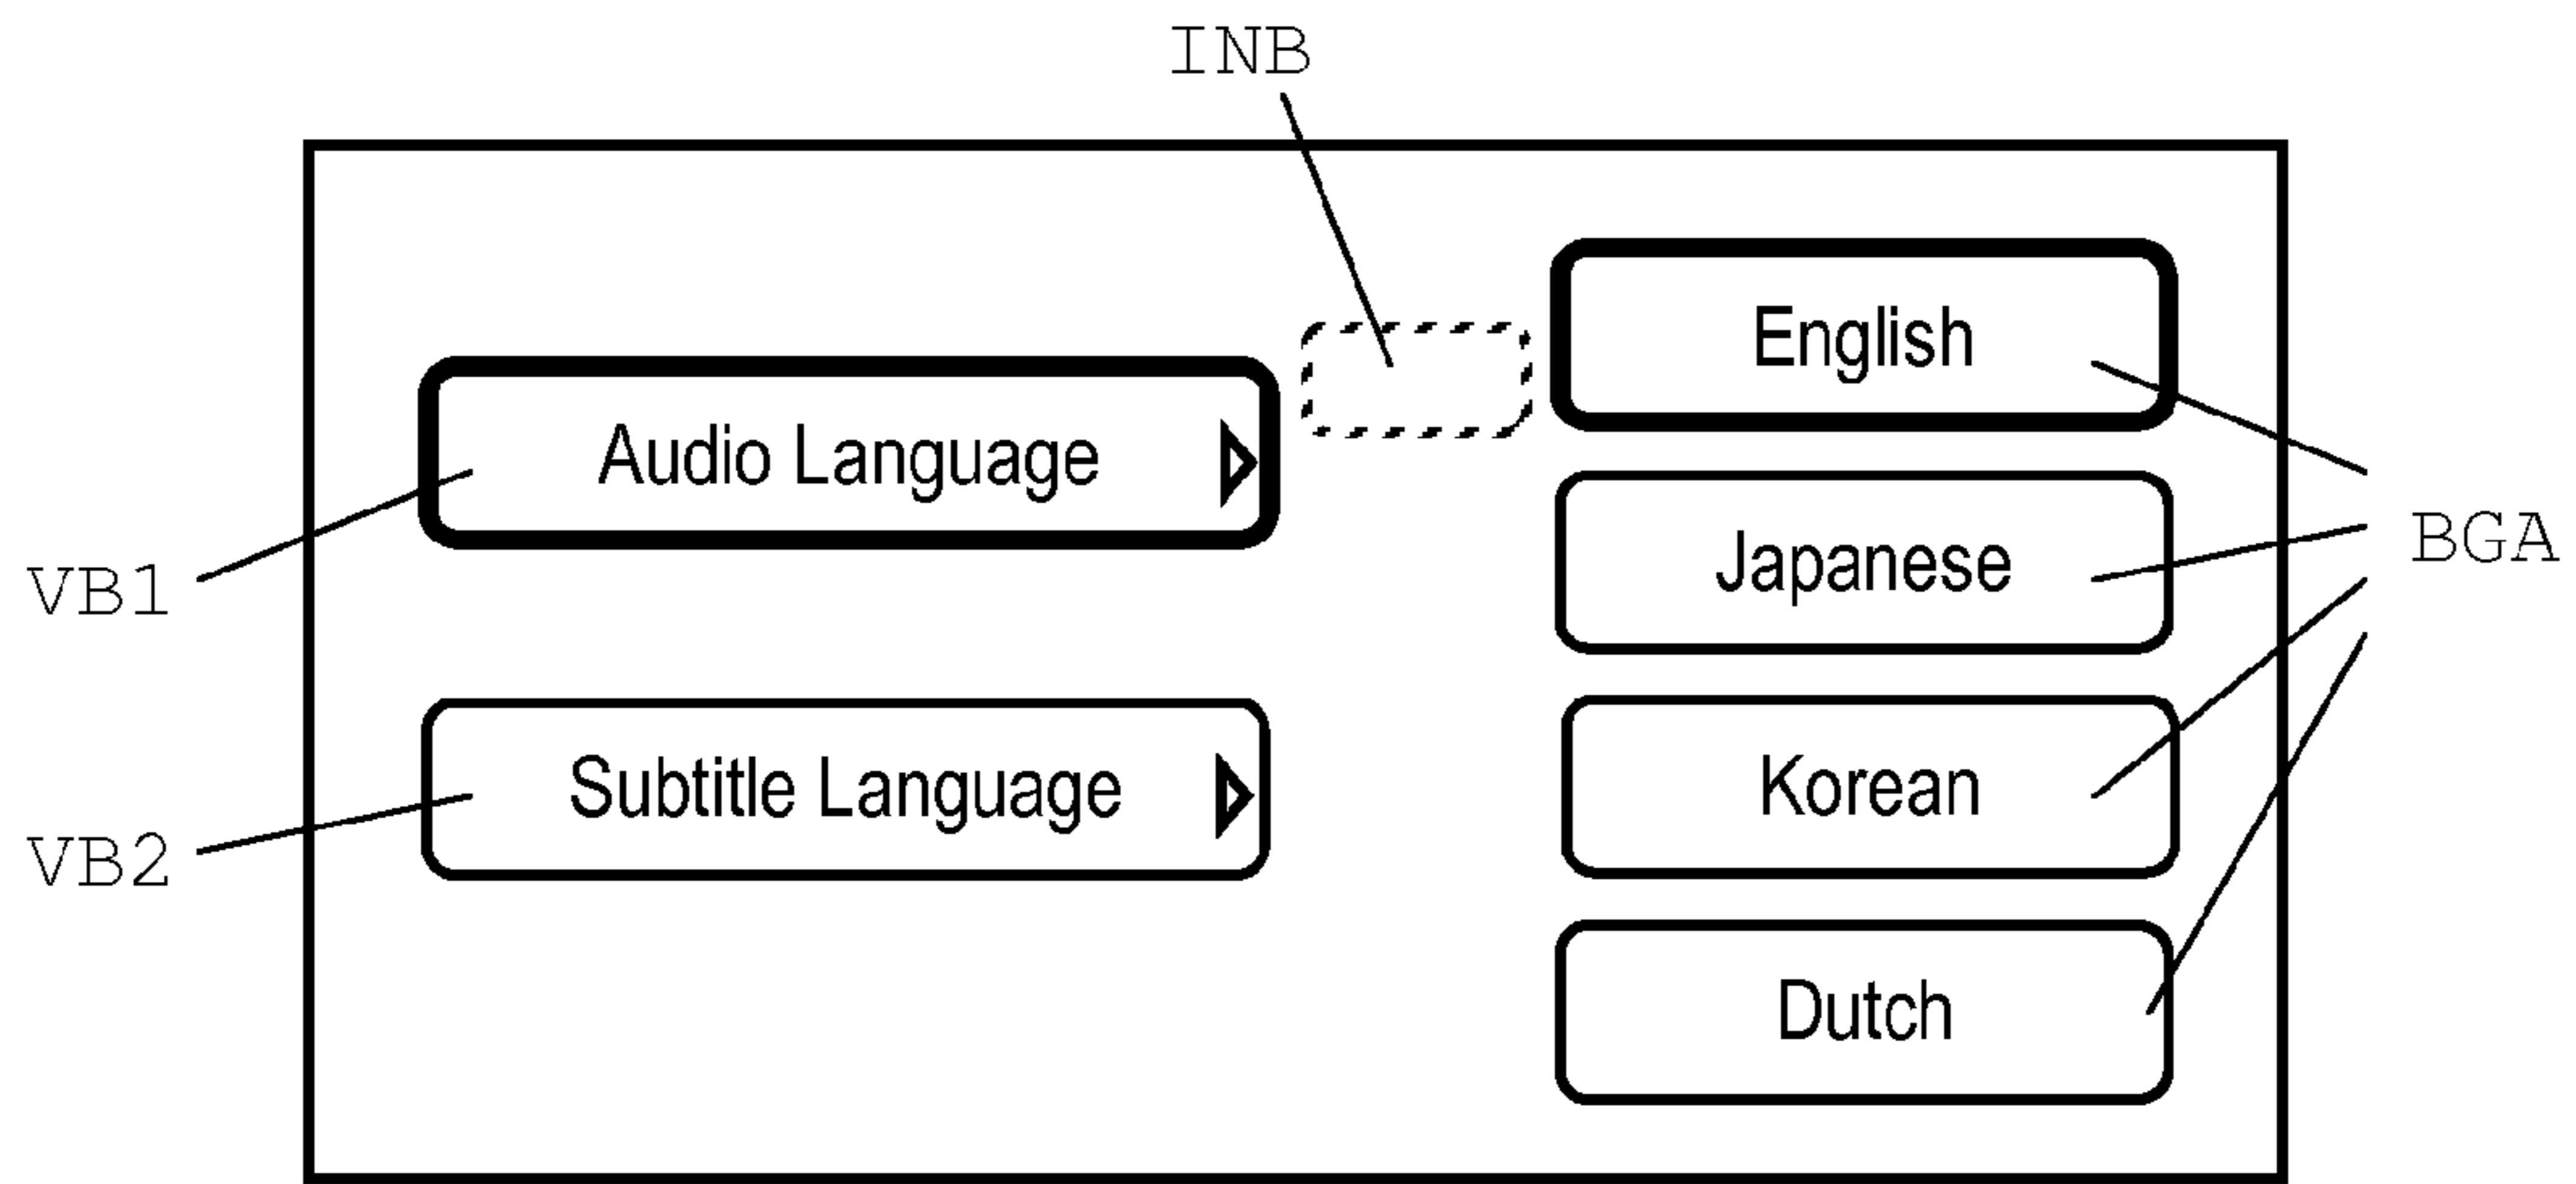 INB
English
Audio Language
Japanese
BGA
VB1
Subtitle Language
Korean
VB2
Dutch